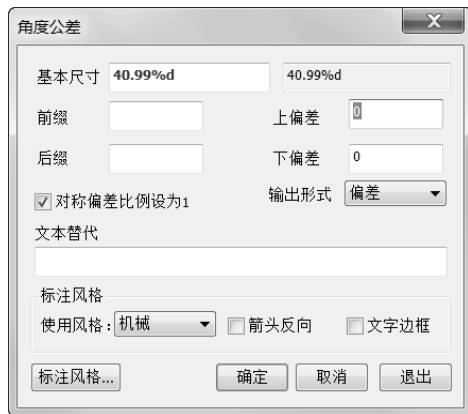 角度公差
基本尺寸 40.99%d 40.99%d
前缀 上偏差 0
后缀 下偏差 0
对称偏差比例设为1 输出形式 偏差
文本替代
标注风格
使用风格：机械 箭头反向 文字边框
标注风格... 确定 取消 退出